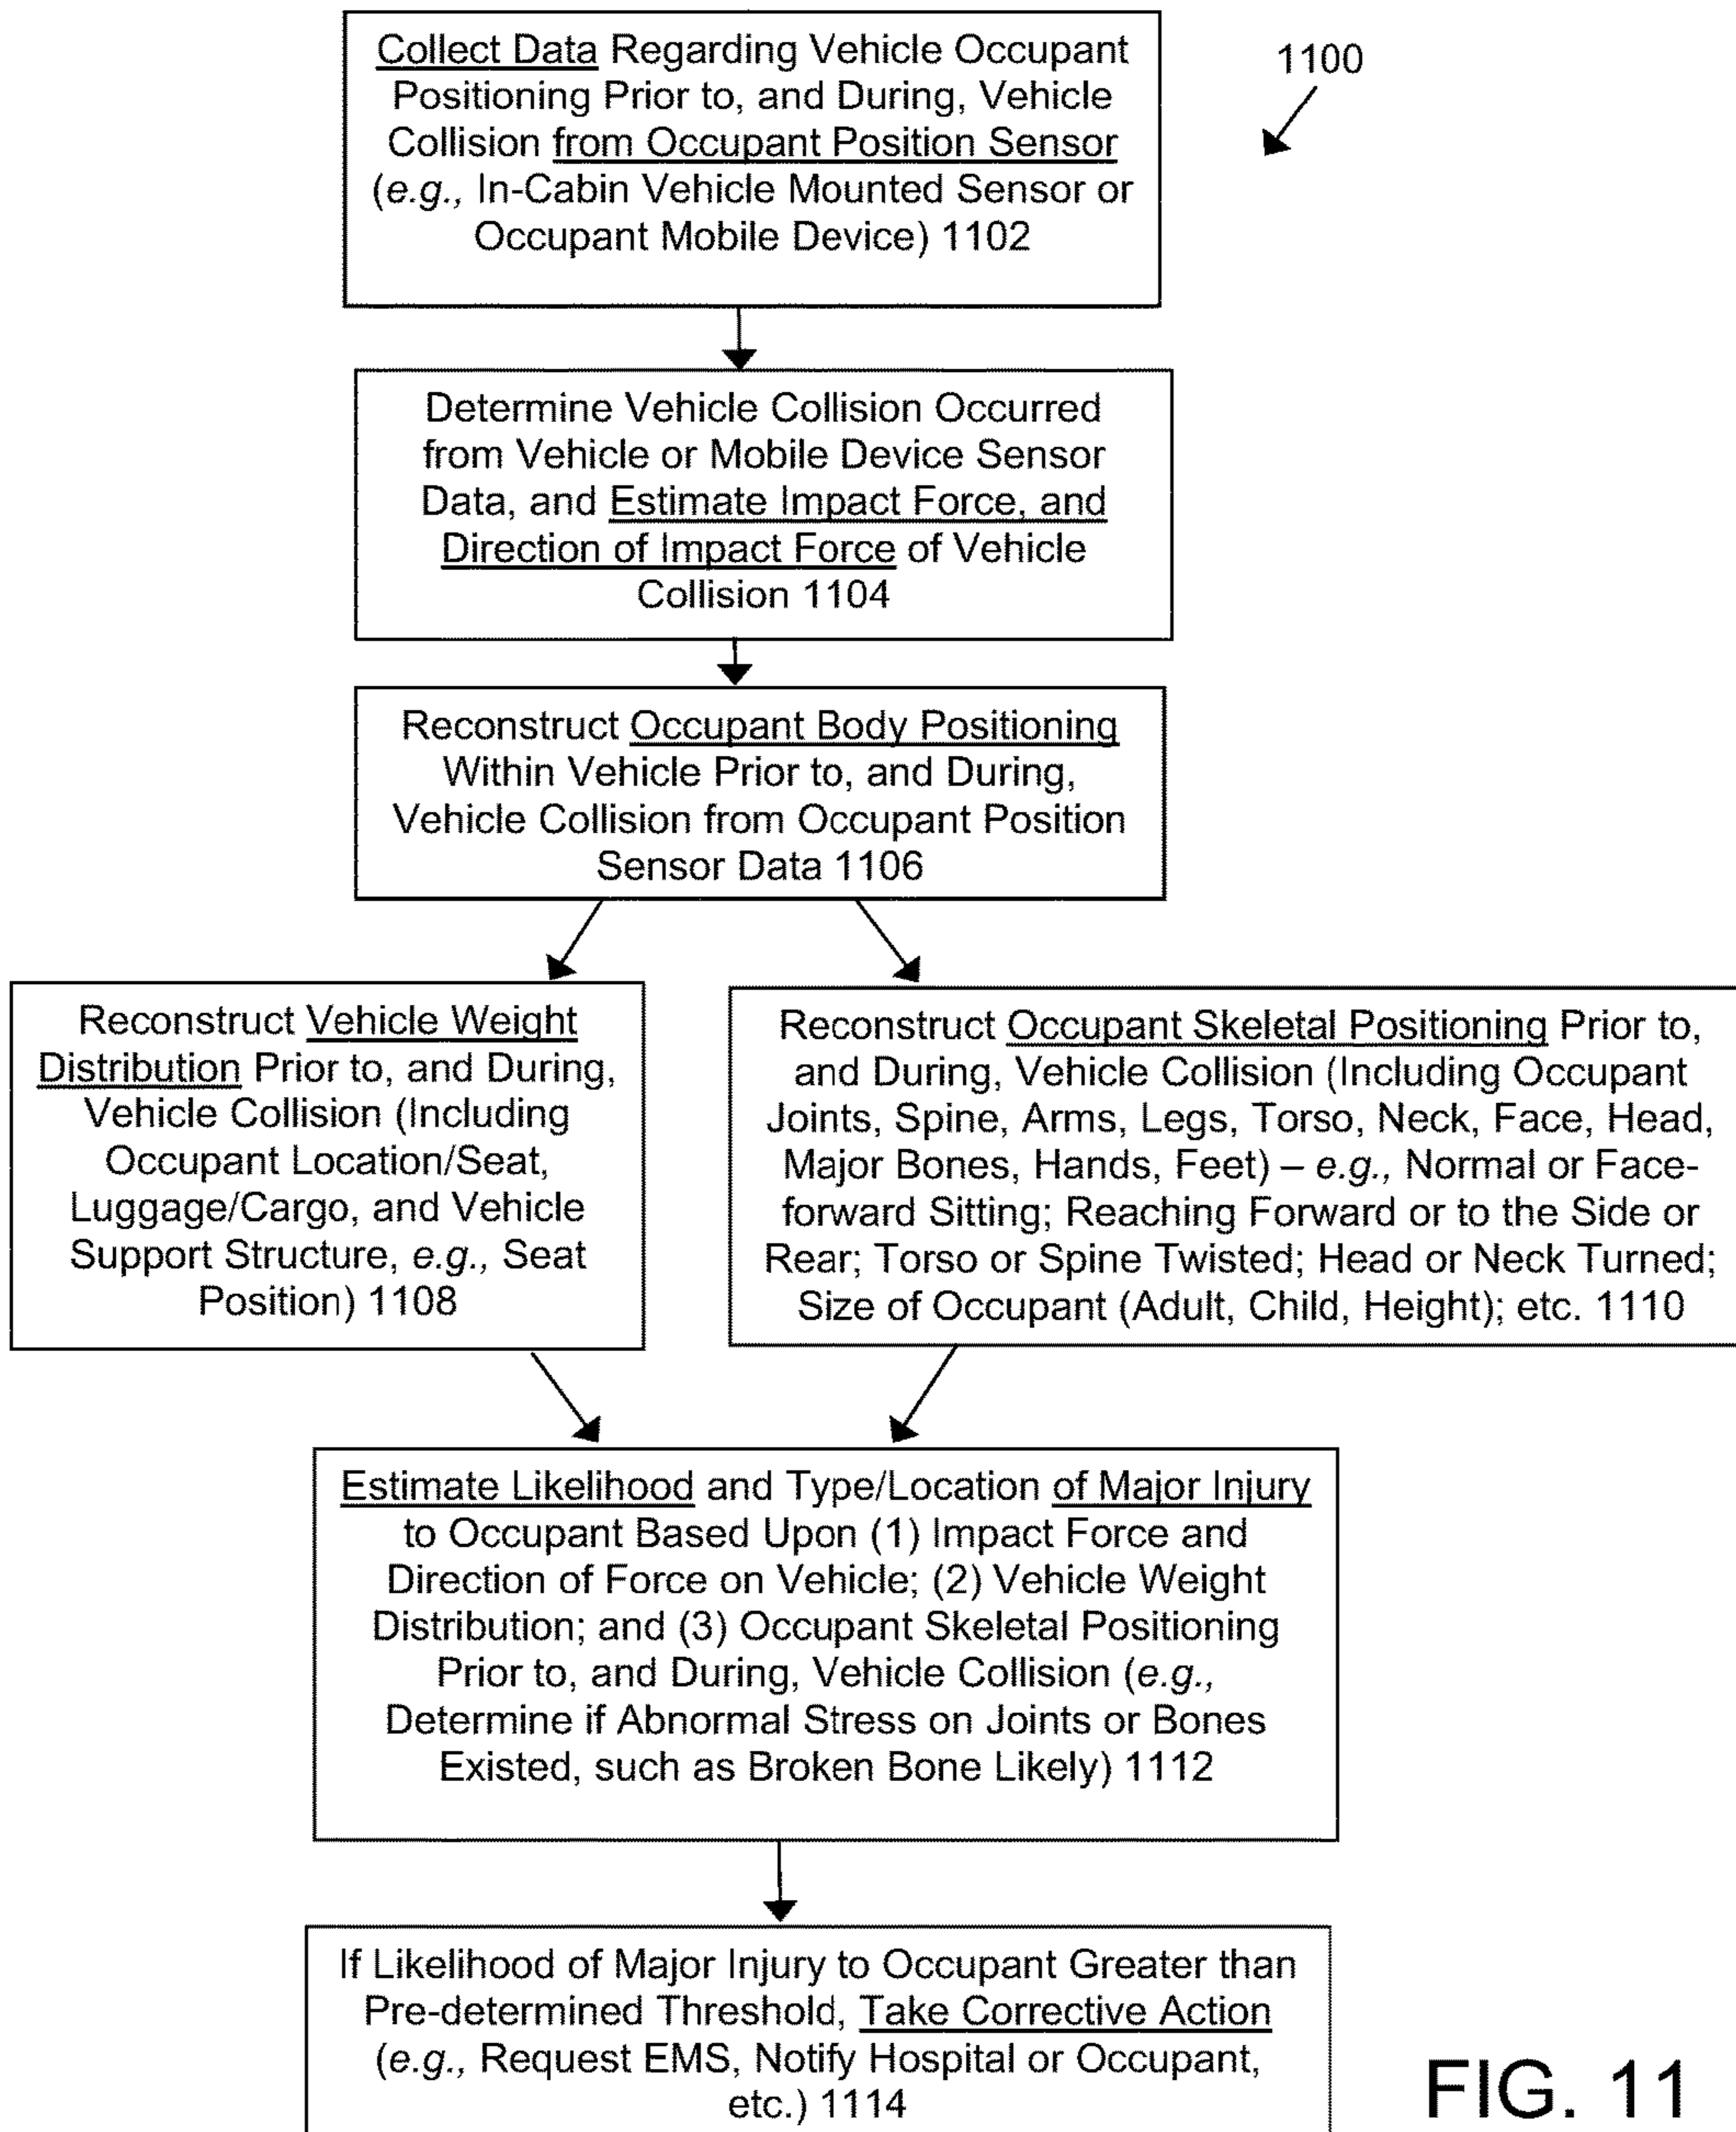 Collect Data Regarding Vehicle Occupant
Positioning Prior to, and During, Vehicle
Collision from Occupant Position Sensor
(e.g., In-Cabin Vehicle Mounted Sensor or
Occupant Mobile Device) 1102
1100
Determine Vehicle Collision Occurred
from Vehicle or Mobile Device Sensor
Data, and Estimate Impact Force, and
Direction of Impact Force of Vehicle
Collision 1104
Reconstruct Occupant Body Positioning
Within Vehicle Prior to, and During,
Vehicle Collision from Occupant Position
Sensor Data 1106
Reconstruct Vehicle Weight
Distribution Prior to, and During,
Vehicle Collision (Including
Occupant Location/Seat,
Luggage/Cargo, and Vehicle
Support Structure, e.g., Seat
Position) 1108
Reconstruct Occupant Skeletal Positioning Prior to,
and During, Vehicle Collision (Including Occupant
Joints, Spine, Arms, Legs, Torso, Neck, Face, Head,
Major Bones, Hands, Feet) – e.g., Normal or Face-
forward Sitting; Reaching Forward or to the Side or
Rear; Torso or Spine Twisted; Head or Neck Turned;
Size of Occupant (Adult, Child, Height); etc. 1110
Estimate Likelihood and Type/Location of Major Injury
to Occupant Based Upon (1) Impact Force and
Direction of Force on Vehicle; (2) Vehicle Weight
Distribution; and (3) Occupant Skeletal Positioning
Prior to, and During, Vehicle Collision (e.g.,
Determine if Abnormal Stress on Joints or Bones
Existed, such as Broken Bone Likely) 1112
If Likelihood of Major Injury to Occupant Greater than
Pre-determined Threshold, Take Corrective Action
(e.g., Request EMS, Notify Hospital or Occupant,
etc.) 1114
FIG. 11